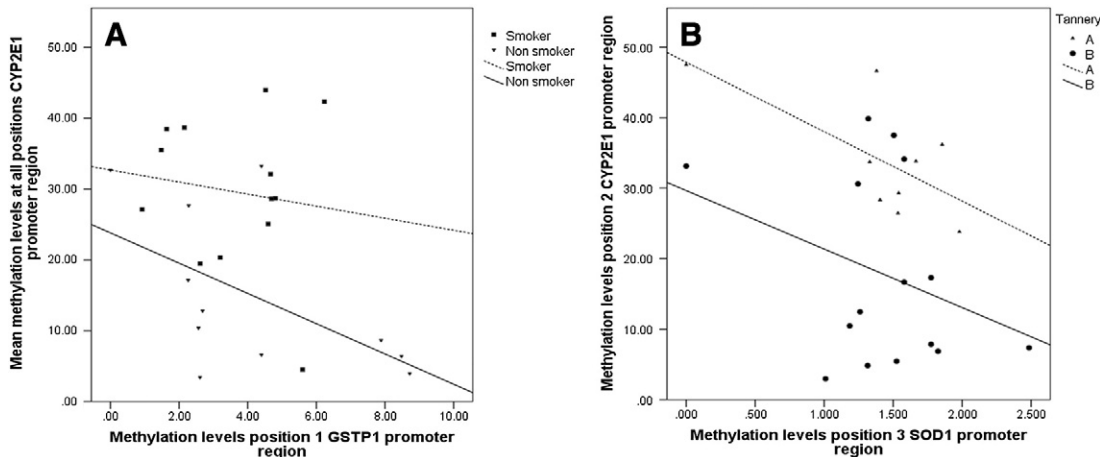 A
Mean methylation levels at all positions CYP2E1
promoter region
50.00
40.00
30.00
20.00
10.00
.00
.00 2.00 4.00 6.00 8.00 10.00
Methylation levels position 1 GSTP1 promoter
region
Smoker
Non smoker
Smoker
Non smoker
B
Methylation levels position 2 CYP2E1 promoter region
50.00
40.00
30.00
20.00
10.00
.00
.000 .500 1.000 1.500 2.000 2.500
Methylation levels position 3 SOD1 promoter
region
Tannery
A
B
A
B